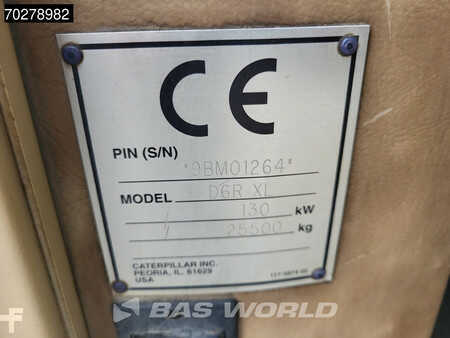 70278982
CE
PIN (S/N) *9BM01264*
MODEL D6R XL
/ 130 kW
/ 25500 kg
CATERPILLAR INC.
PEORIA, IL. 61629
USA
BAS WORLD
F